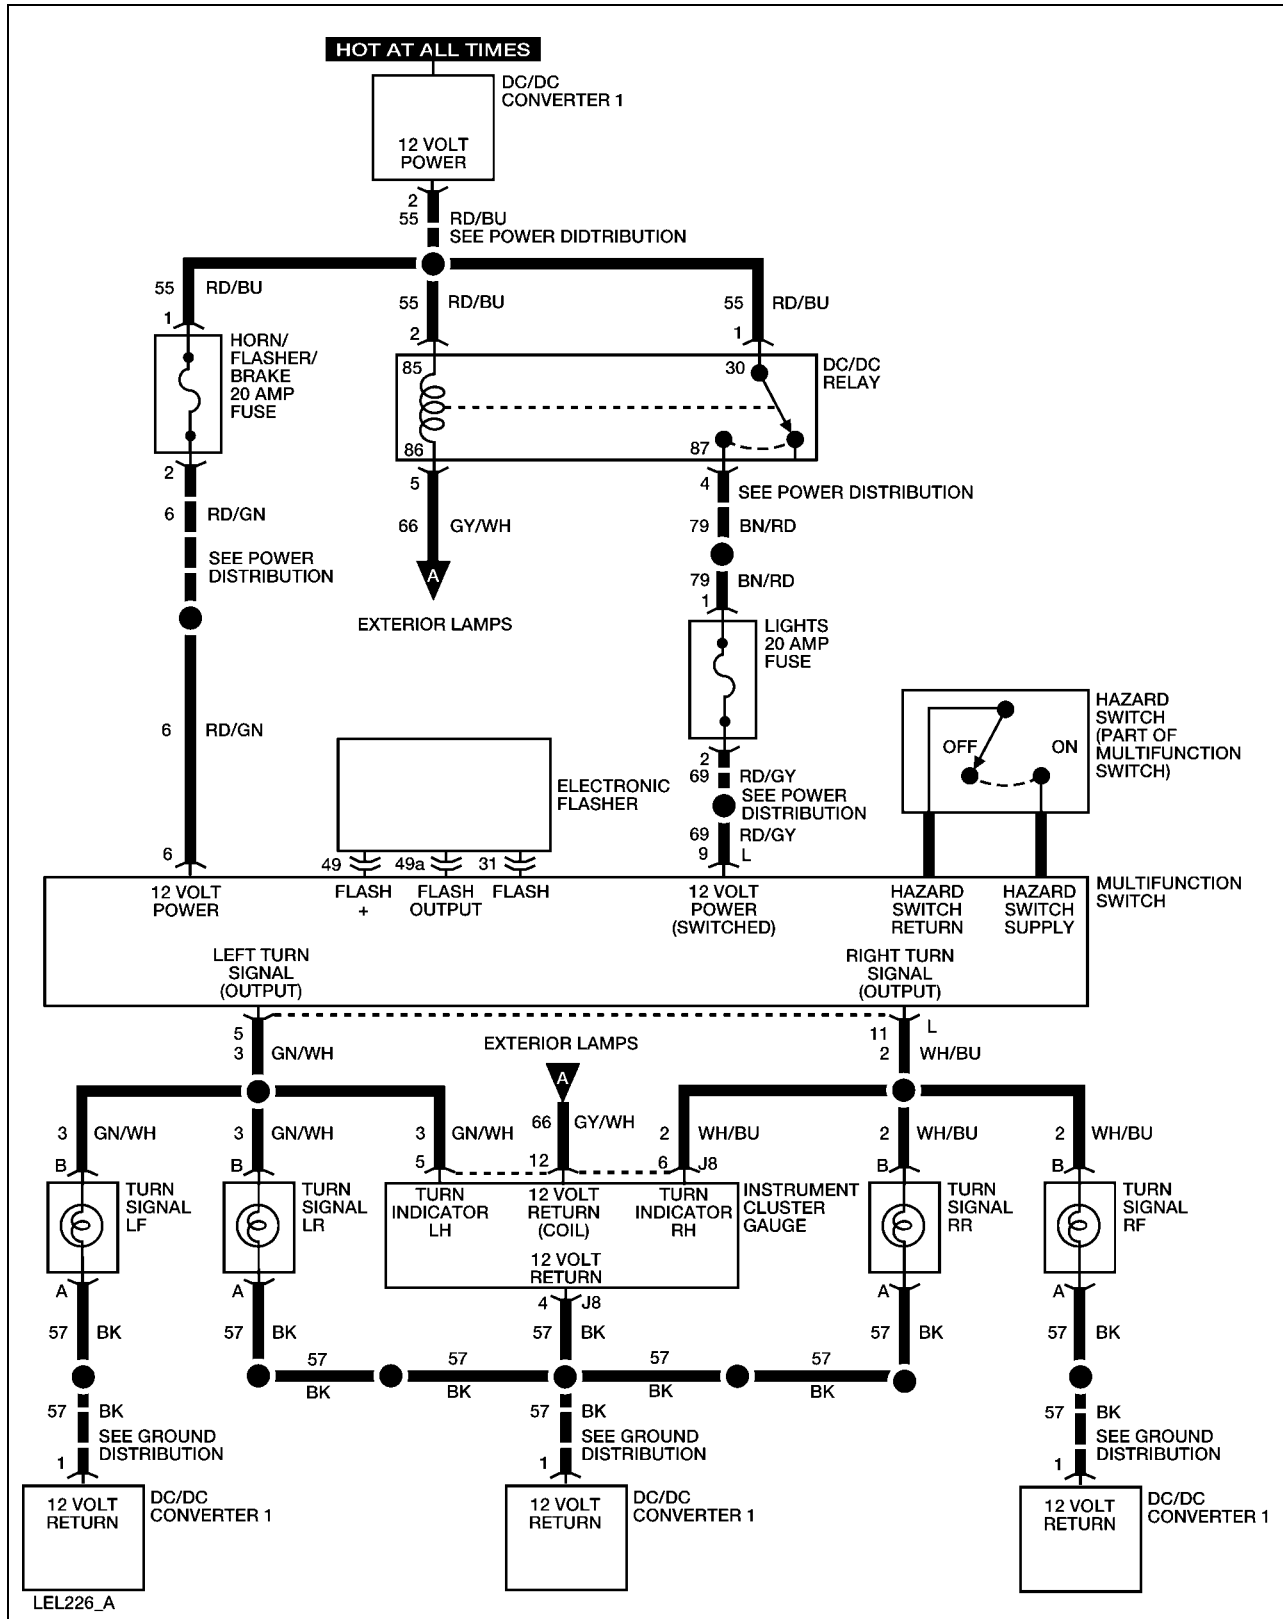 HOT AT ALL TIMES
DC/DC
CONVERTER 1
12 VOLT
POWER
2
55
RD/BU
SEE POWER DIDTRIBUTION
55
RD/BU
1
55
RD/BU
2
55
RD/BU
1
HORN/
FLASHER/
BRAKE
20 AMP
FUSE
85
30
DC/DC
RELAY
86
87
2
5
4
SEE POWER DISTRIBUTION
6
RD/GN
66
GY/WH
79
BN/RD
SEE POWER
DISTRIBUTION
A
79
BN/RD
1
EXTERIOR LAMPS
LIGHTS
20 AMP
FUSE
6
RD/GN
HAZARD
SWITCH
(PART OF
MULTIFUNCTION
SWITCH)
OFF
ON
ELECTRONIC
FLASHER
2
69
RD/GY
SEE POWER
DISTRIBUTION
69
RD/GY
6
49
49a
31
9
L
12 VOLT
POWER
FLASH
+
FLASH
OUTPUT
FLASH
12 VOLT
POWER
(SWITCHED)
HAZARD
SWITCH
RETURN
HAZARD
SWITCH
SUPPLY
MULTIFUNCTION
SWITCH
LEFT TURN
SIGNAL
(OUTPUT)
RIGHT TURN
SIGNAL
(OUTPUT)
5
3
GN/WH
EXTERIOR LAMPS
A
11
L
2
WH/BU
3
GN/WH
B
3
GN/WH
B
3
GN/WH
5
66
GY/WH
12
2
WH/BU
6
J8
2
WH/BU
B
2
WH/BU
B
TURN
SIGNAL
LF
TURN
SIGNAL
LR
TURN
INDICATOR
LH
12 VOLT
RETURN
(COIL)
TURN
INDICATOR
RH
INSTRUMENT
CLUSTER
GAUGE
TURN
SIGNAL
RR
TURN
SIGNAL
RF
12 VOLT
RETURN
A
A
4
J8
A
A
57
BK
57
BK
57
BK
57
BK
57
BK
57
BK
57
BK
57
BK
57
BK
57
BK
SEE GROUND
DISTRIBUTION
1
57
BK
SEE GROUND
DISTRIBUTION
1
57
BK
SEE GROUND
DISTRIBUTION
1
12 VOLT
RETURN
DC/DC
CONVERTER 1
12 VOLT
RETURN
DC/DC
CONVERTER 1
12 VOLT
RETURN
DC/DC
CONVERTER 1
LEL226_A